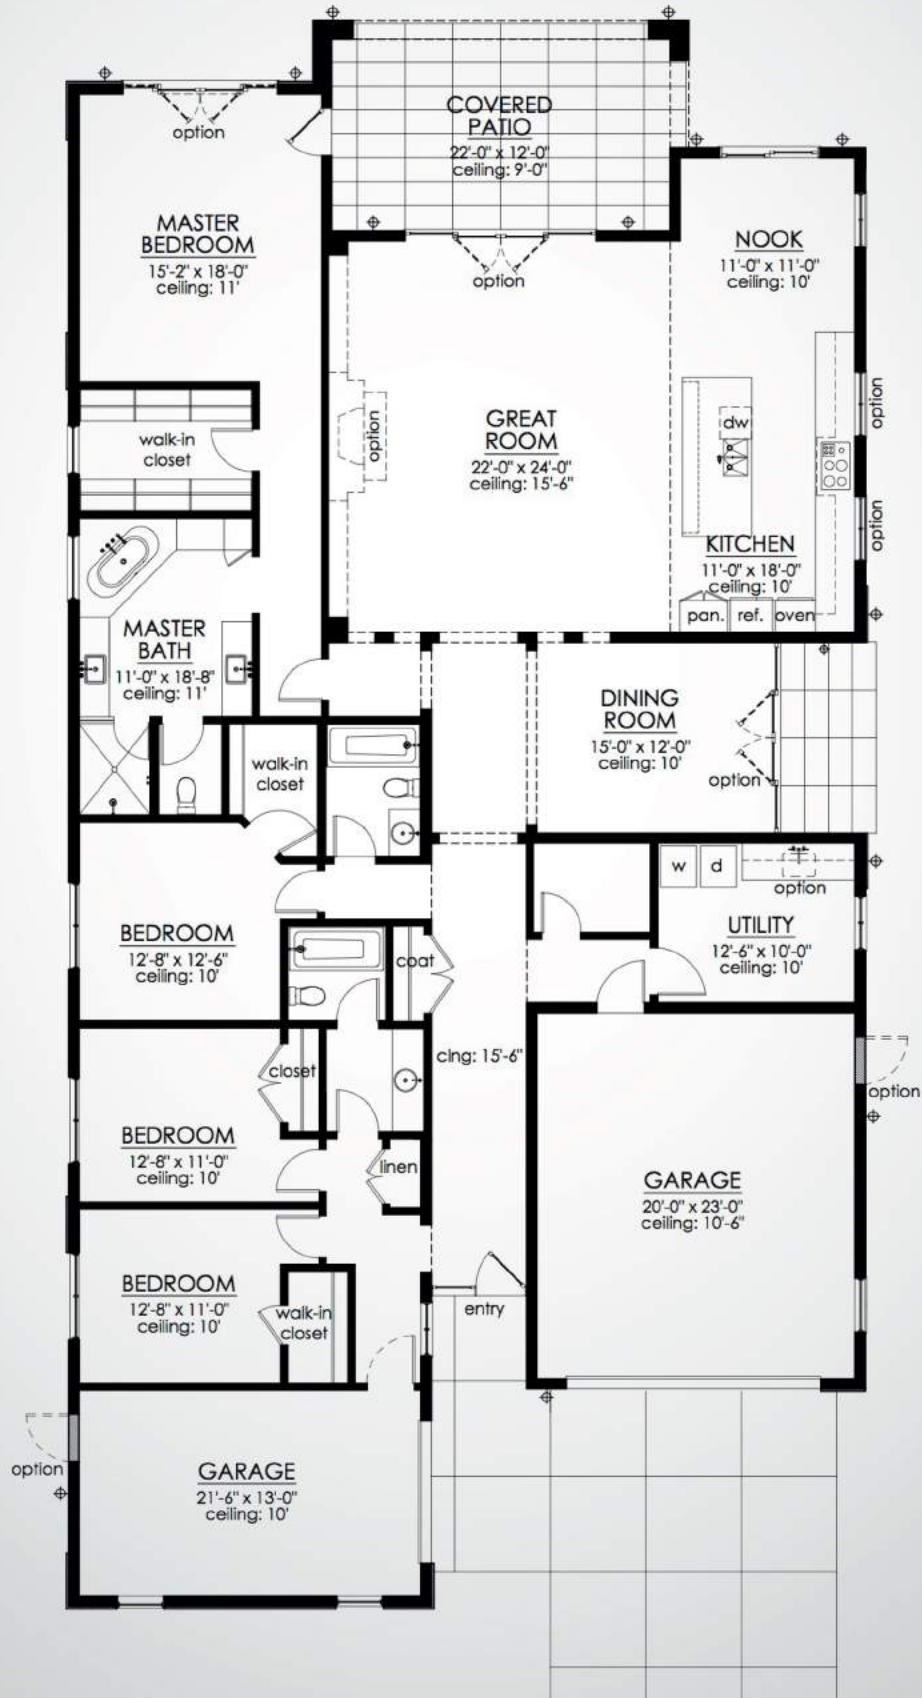 COVERED
PATIO
22'-0" x 12'-0"
ceiling: 9'-0"
option
MASTER
BEDROOM
15'-2" x 18'-0"
ceiling: 11'
NOOK
11'-0" x 11'-0"
ceiling: 10'
option
walk-in
closet
option
GREAT
ROOM
22'-0" x 24'-0"
ceiling: 15'-6"
dw
option
option
KITCHEN
11'-0" x 18'-0"
ceiling: 10'
pan.
ref.
oven
MASTER
BATH
11'-0" x 18'-8"
ceiling: 11'
DINING
ROOM
15'-0" x 12'-0"
ceiling: 10'
option
walk-in
closet
w
d
option
UTILITY
12'-6" x 10'-0"
ceiling: 10'
BEDROOM
12'-8" x 12'-6"
ceiling: 10'
coat
clng: 15'-6"
closet
option
BEDROOM
12'-8" x 11'-0"
ceiling: 10'
linen
GARAGE
20'-0" x 23'-0"
ceiling: 10'-6"
BEDROOM
12'-8" x 11'-0"
ceiling: 10'
walk-in
closet
entry
option
GARAGE
21'-6" x 13'-0"
ceiling: 10'